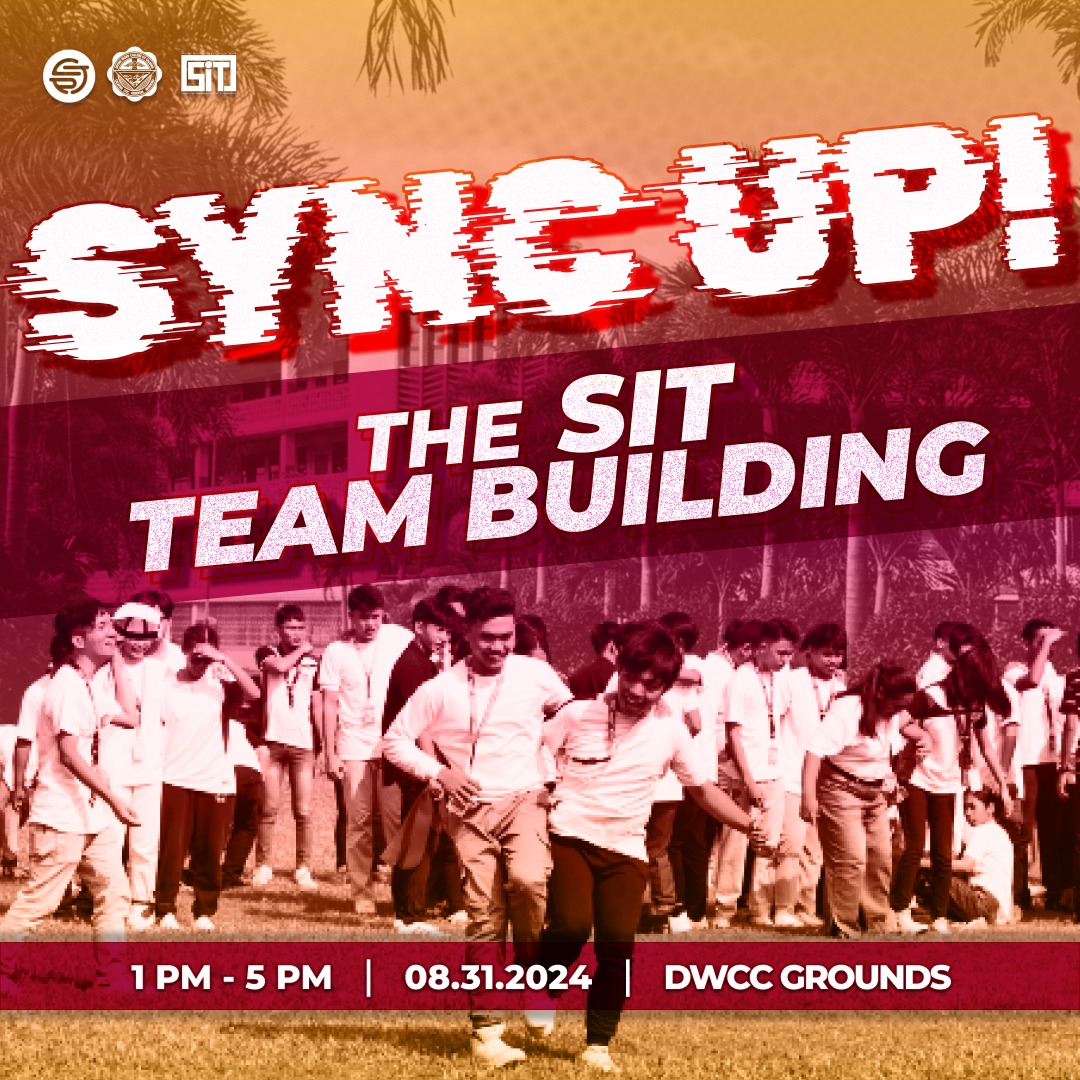 SiT
SYNC UP!
THE SIT
TEAM BUILDING
1 PM - 5 PM | 08.31.2024 | DWCC GROUNDS